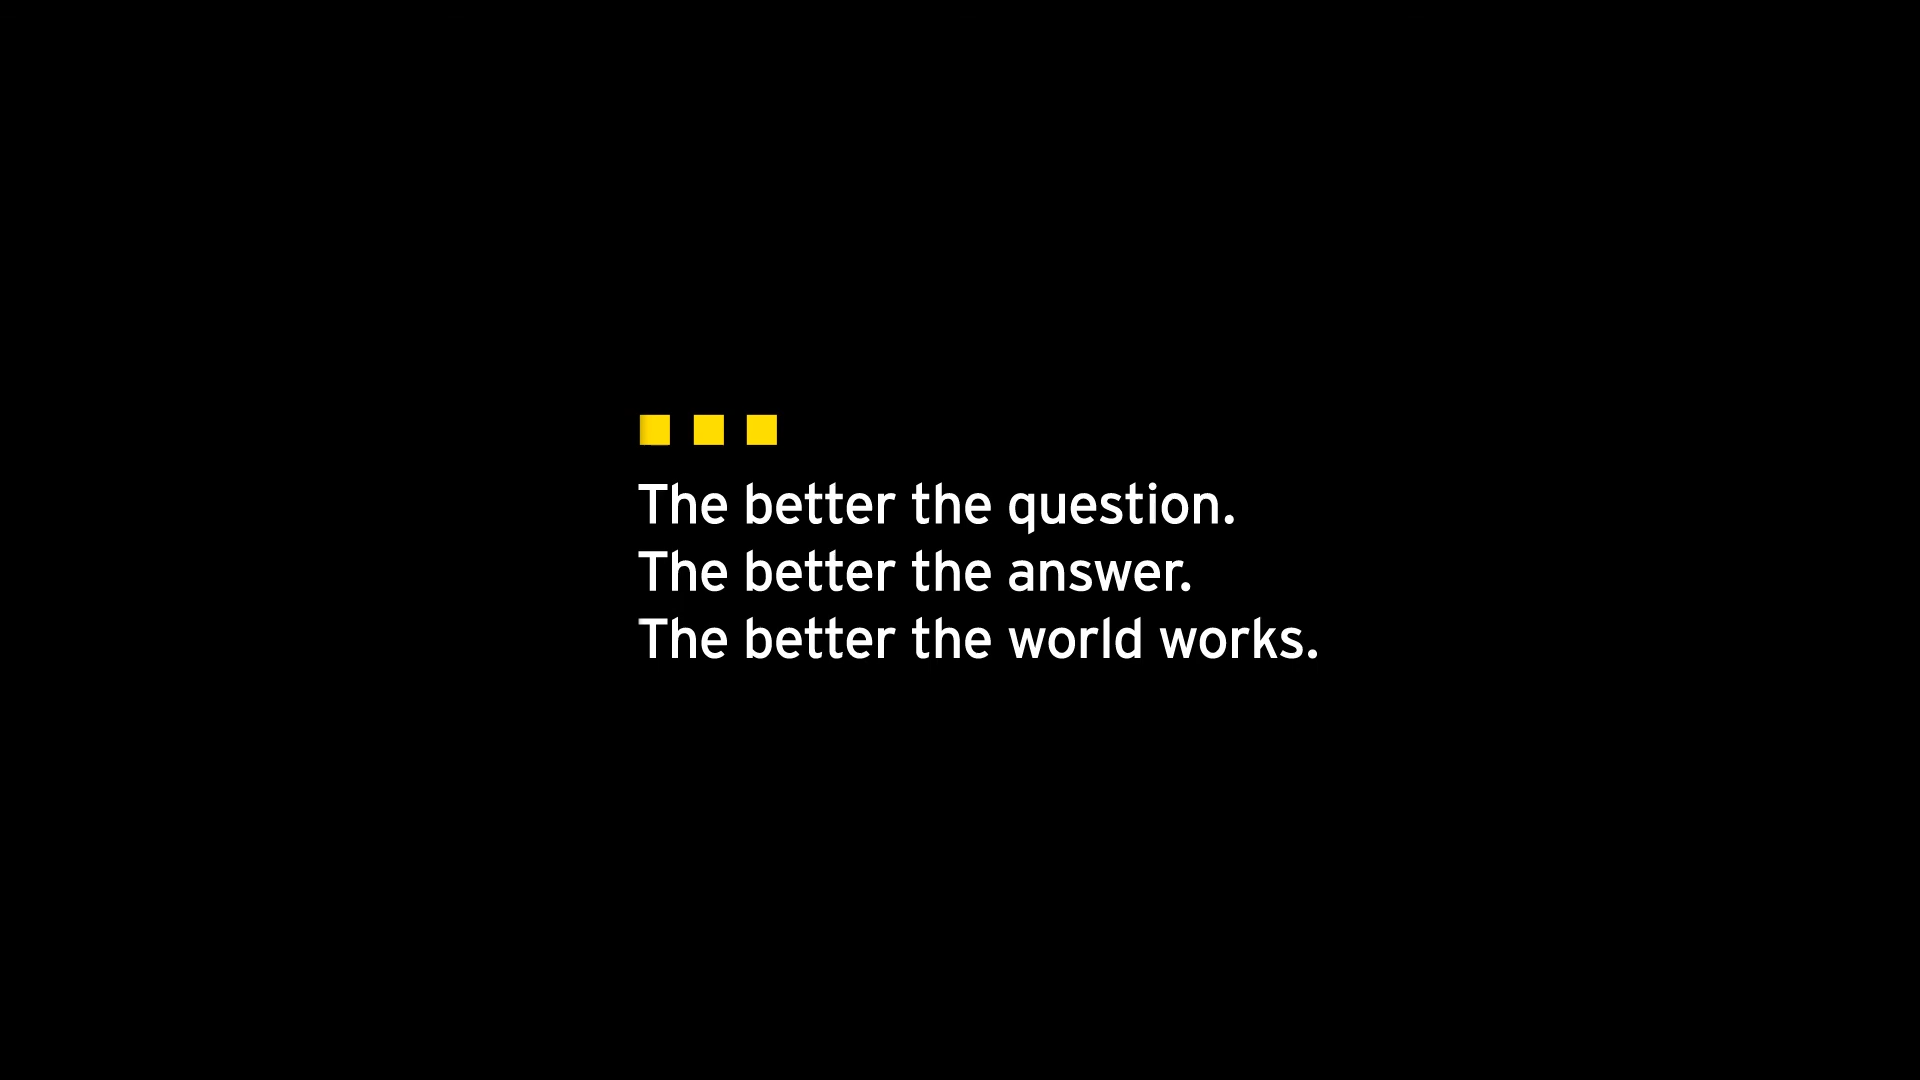 The better the question.
The better the answer.
The better the world works.